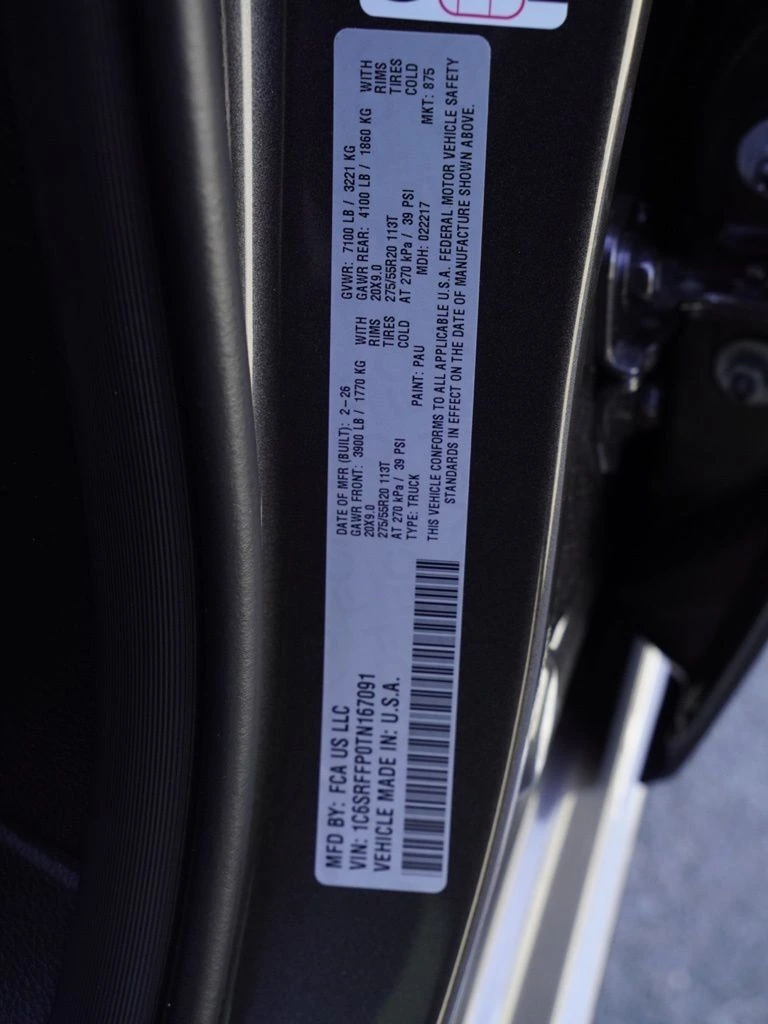 MFD BY: FCA US LLC
VIN: 1C6SRFFP0TN167091
VEHICLE MADE IN: U.S.A.
DATE OF MFR (BUILT): 2-26 GVWR: 7100 LB / 3221 KG
GAWR FRONT: 3900 LB / 1770 KG WITH GAWR REAR: 4100 LB / 1860 KG WITH
20X9.0 RIMS 20X9.0 RIMS
275/55R20 113T TIRES 275/55R20 113T TIRES
AT 270 kPa / 39 PSI COLD AT 270 kPa / 39 PSI COLD
TYPE: TRUCK PAINT: PAU MDH: 022217 MKT: 875
THIS VEHICLE CONFORMS TO ALL APPLICABLE U.S.A. FEDERAL MOTOR VEHICLE SAFETY
STANDARDS IN EFFECT ON THE DATE OF MANUFACTURE SHOWN ABOVE.